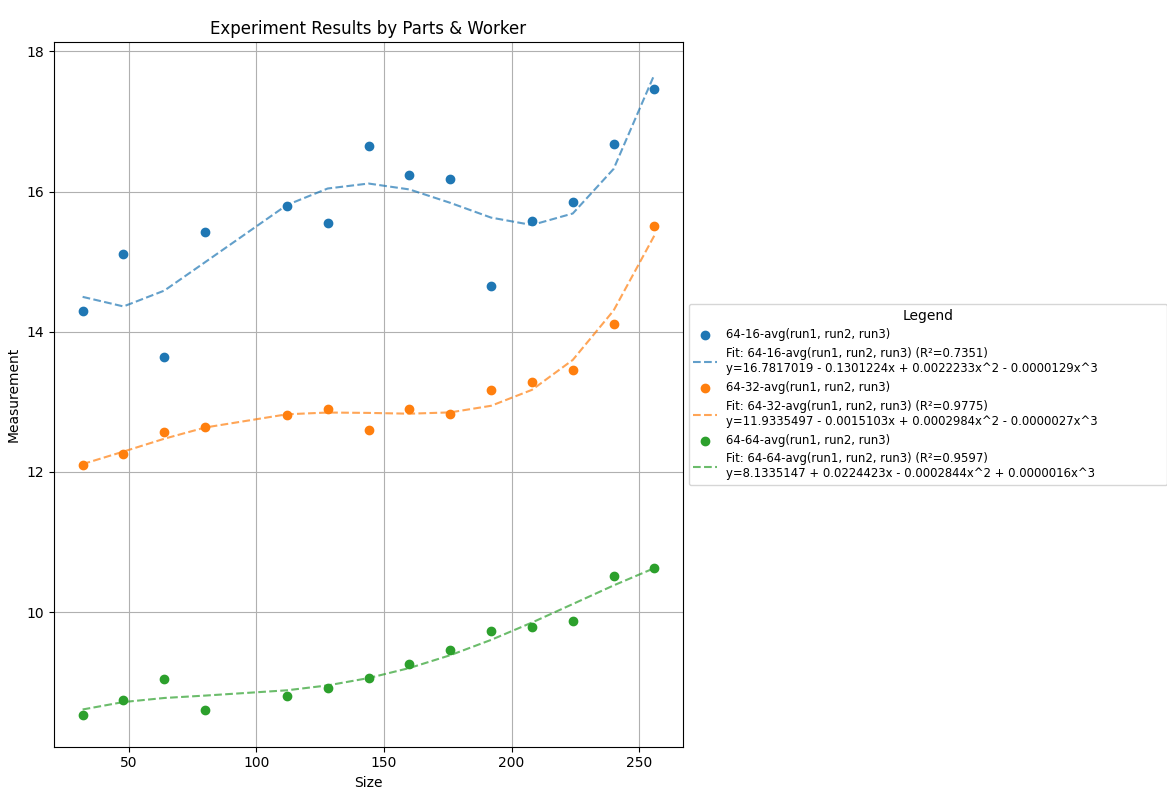 Experiment Results by Parts & Worker
Measurement
18
16
14
12
10
50
100
150
200
250
Size
Legend
64-16-avg(run1, run2, run3)
Fit: 64-16-avg(run1, run2, run3) (R²=0.7351)
y=16.7817019 - 0.1301224x + 0.0022233x^2 - 0.0000129x^3
64-32-avg(run1, run2, run3)
Fit: 64-32-avg(run1, run2, run3) (R²=0.9775)
y=11.9335497 - 0.0015103x + 0.0002984x^2 - 0.0000027x^3
64-64-avg(run1, run2, run3)
Fit: 64-64-avg(run1, run2, run3) (R²=0.9597)
y=8.1335147 + 0.0224423x - 0.0002844x^2 + 0.0000016x^3